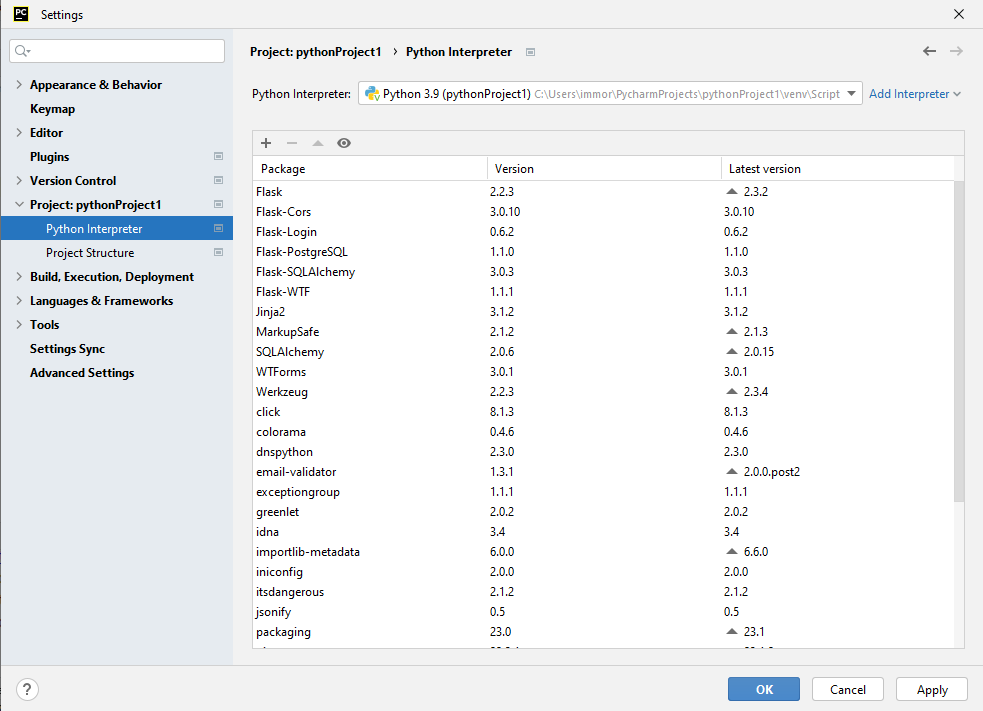 PC Settings
Project: pythonProject1 › Python Interpreter
Appearance & Behavior
Keymap
Editor
Plugins
Version Control
Project: pythonProject1
Python Interpreter
Project Structure
Build, Execution, Deployment
Languages & Frameworks
Tools
Settings Sync
Advanced Settings
Python Interpreter: Python 3.9 (pythonProject1) C:\Users\immor\PycharmProjects\pythonProject1\venv\Script Add Interpreter
Package Version Latest version
Flask 2.2.3 2.3.2
Flask-Cors 3.0.10 3.0.10
Flask-Login 0.6.2 0.6.2
Flask-PostgreSQL 1.1.0 1.1.0
Flask-SQLAlchemy 3.0.3 3.0.3
Flask-WTF 1.1.1 1.1.1
Jinja2 3.1.2 3.1.2
MarkupSafe 2.1.2 2.1.3
SQLAlchemy 2.0.6 2.0.15
WTForms 3.0.1 3.0.1
Werkzeug 2.2.3 2.3.4
click 8.1.3 8.1.3
colorama 0.4.6 0.4.6
dnspython 2.3.0 2.3.0
email-validator 1.3.1 2.0.0.post2
exceptiongroup 1.1.1 1.1.1
greenlet 2.0.2 2.0.2
idna 3.4 3.4
importlib-metadata 6.0.0 6.6.0
iniconfig 2.0.0 2.0.0
itsdangerous 2.1.2 2.1.2
jsonify 0.5 0.5
packaging 23.0 23.1
? OK Cancel Apply